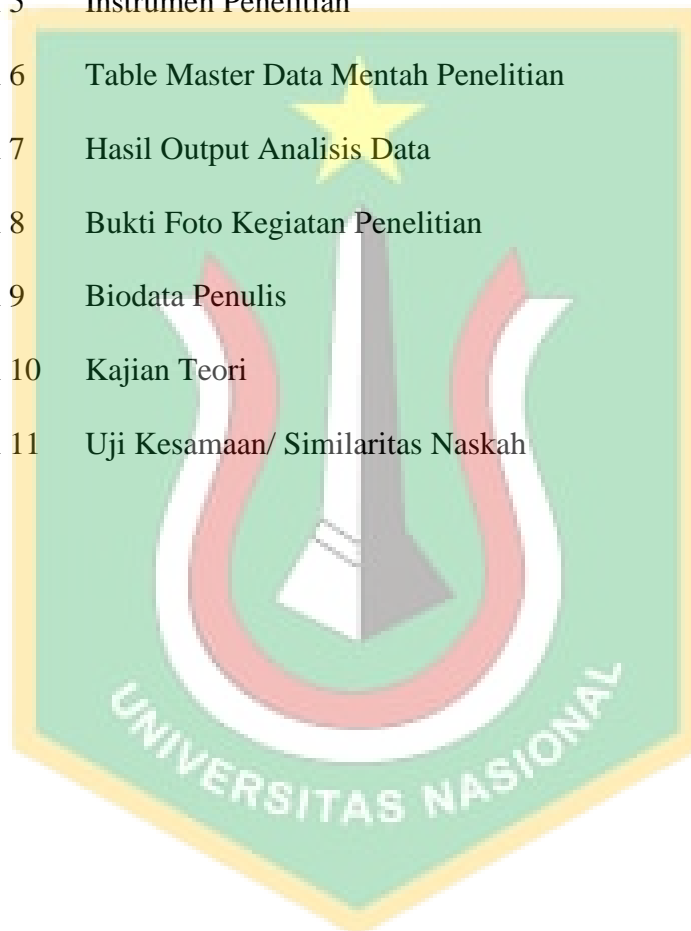 5 Instrumen Penelitian
6 Table Master Data Mentah Penelitian
7 Hasil Output Analisis Data
8 Bukti Foto Kegiatan Penelitian
9 Biodata Penulis
10 Kajian Teori
11 Uji Kesamaan/ Similaritas Naskah
UNIVERSITAS NASIONAL